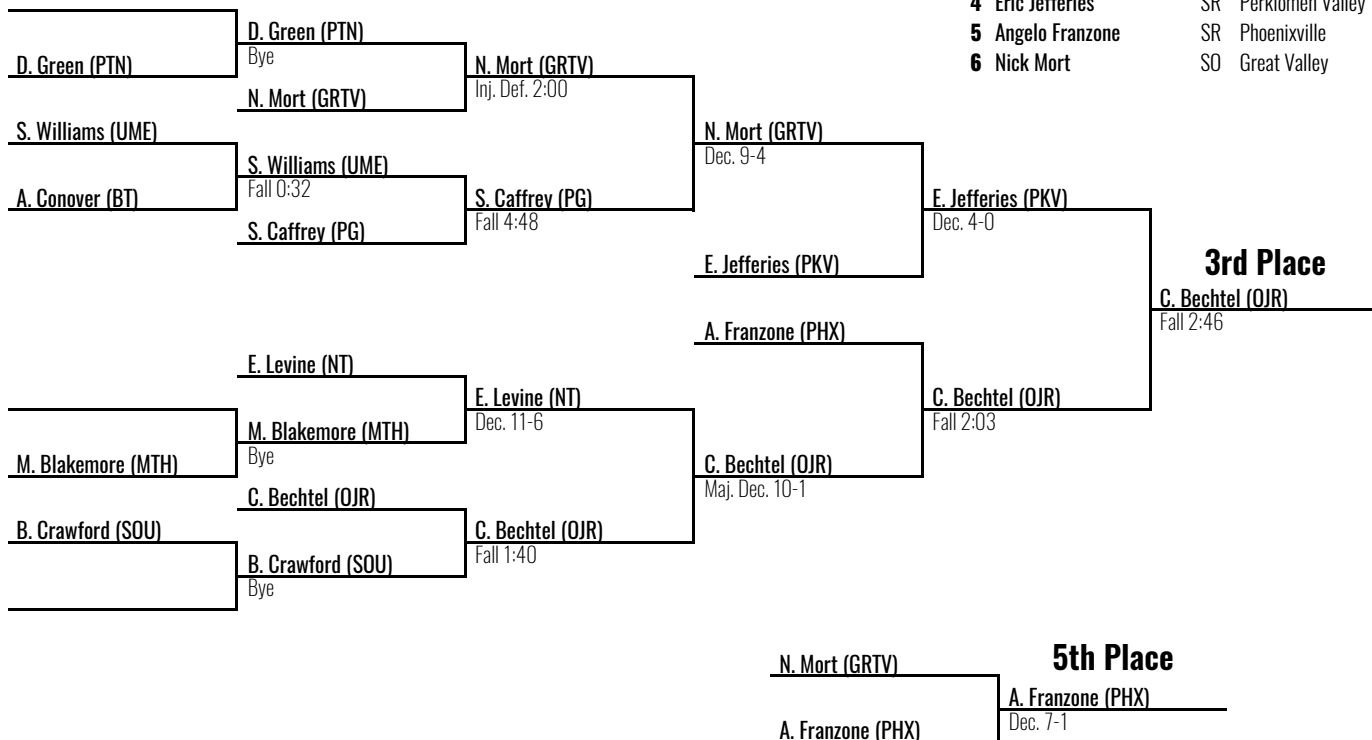 4 Eric Jefferies SR Perkiomen Valley
5 Angelo Franzone SR Phoenixville
6 Nick Mort SO Great Valley
D. Green (PTN)
D. Green (PTN)
Bye
N. Mort (GRTV)
N. Mort (GRTV)
Inj. Def. 2:00
S. Williams (UME)
A. Conover (BT)
S. Williams (UME)
Fall 0:32
S. Caffrey (PG)
S. Caffrey (PG)
Fall 4:48
N. Mort (GRTV)
Dec. 9-4
E. Jefferies (PKV)
E. Jefferies (PKV)
Dec. 4-0
3rd Place
C. Bechtel (OJR)
Fall 2:46
A. Franzone (PHX)
E. Levine (NT)
M. Blakemore (MTH)
M. Blakemore (MTH)
Bye
E. Levine (NT)
Dec. 11-6
C. Bechtel (OJR)
Fall 2:03
C. Bechtel (OJR)
Maj. Dec. 10-1
C. Bechtel (OJR)
B. Crawford (SOU)
B. Crawford (SOU)
Bye
C. Bechtel (OJR)
Fall 1:40
5th Place
N. Mort (GRTV)
A. Franzone (PHX)
A. Franzone (PHX)
Dec. 7-1